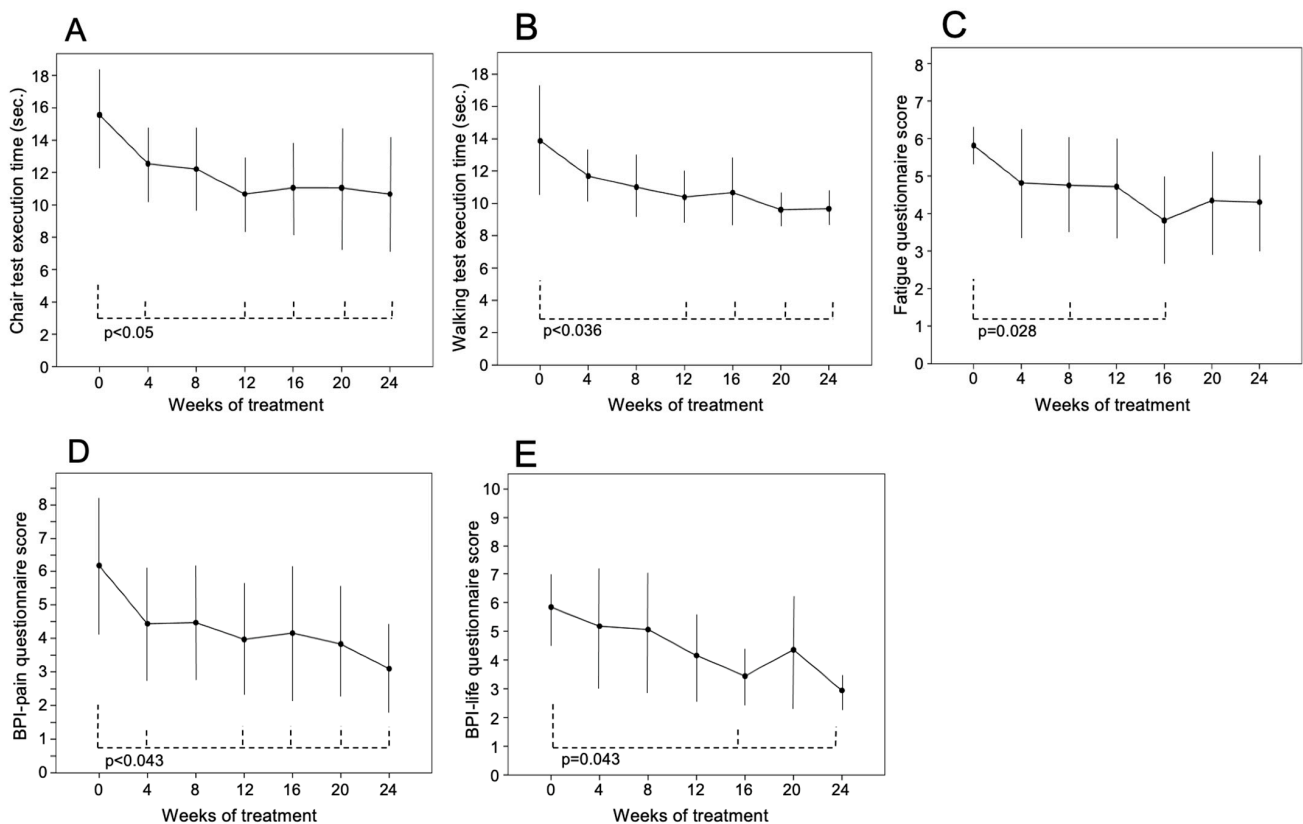 A
Chair test execution time (sec.)
18
16
14
12
10
8
6
4
2
0
p<0.05
0 4 8 12 16 20 24
Weeks of treatment
B
Walking test execution time (sec.)
18
16
14
12
10
8
6
4
2
0
p<0.036
0 4 8 12 16 20 24
Weeks of treatment
C
Fatigue questionnaire score
8
7
6
5
4
3
2
1
0
p=0.028
0 4 8 12 16 20 24
Weeks of treatment
D
BPI-pain questionnaire score
8
7
6
5
4
3
2
1
0
p<0.043
0 4 8 12 16 20 24
Weeks of treatment
E
BPI-life questionnaire score
10
9
8
7
6
5
4
3
2
1
0
p=0.043
0 4 8 12 16 20 24
Weeks of treatment